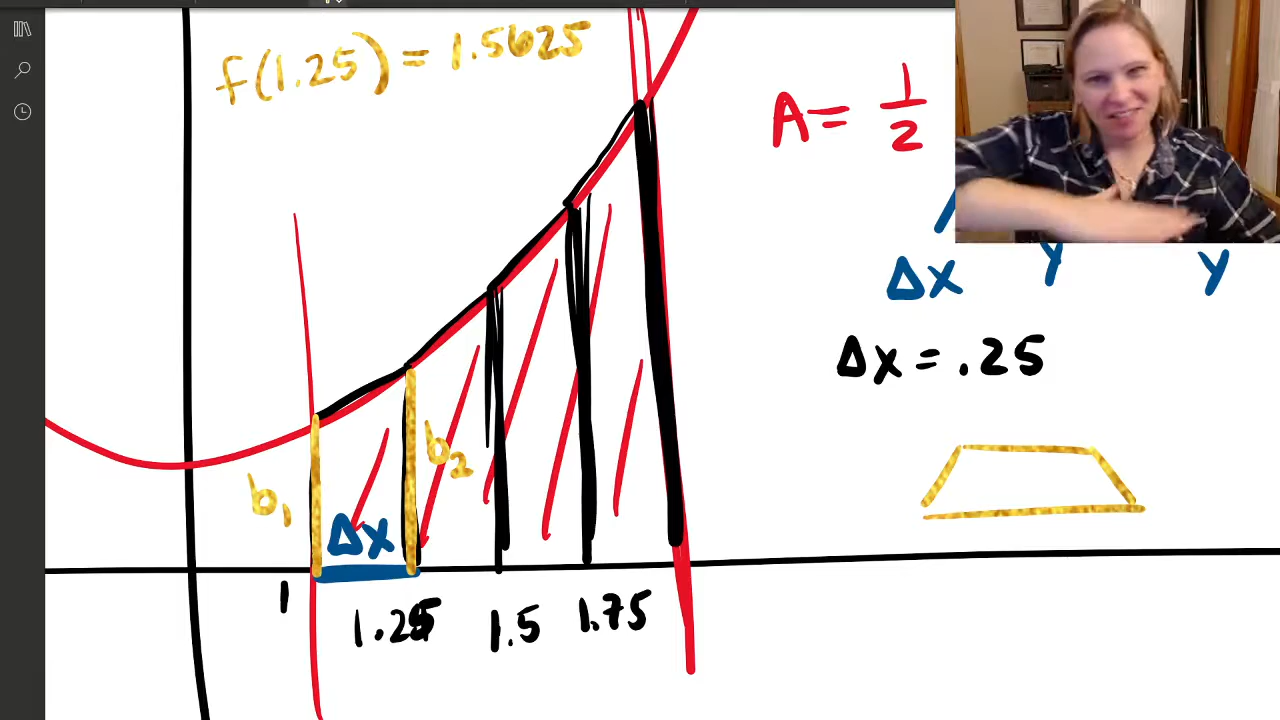 f(1.25) = 1.5625
A = 1/2
Δx y y
Δx = .25
b₁ Δx b₂
1 1.25 1.5 1.75